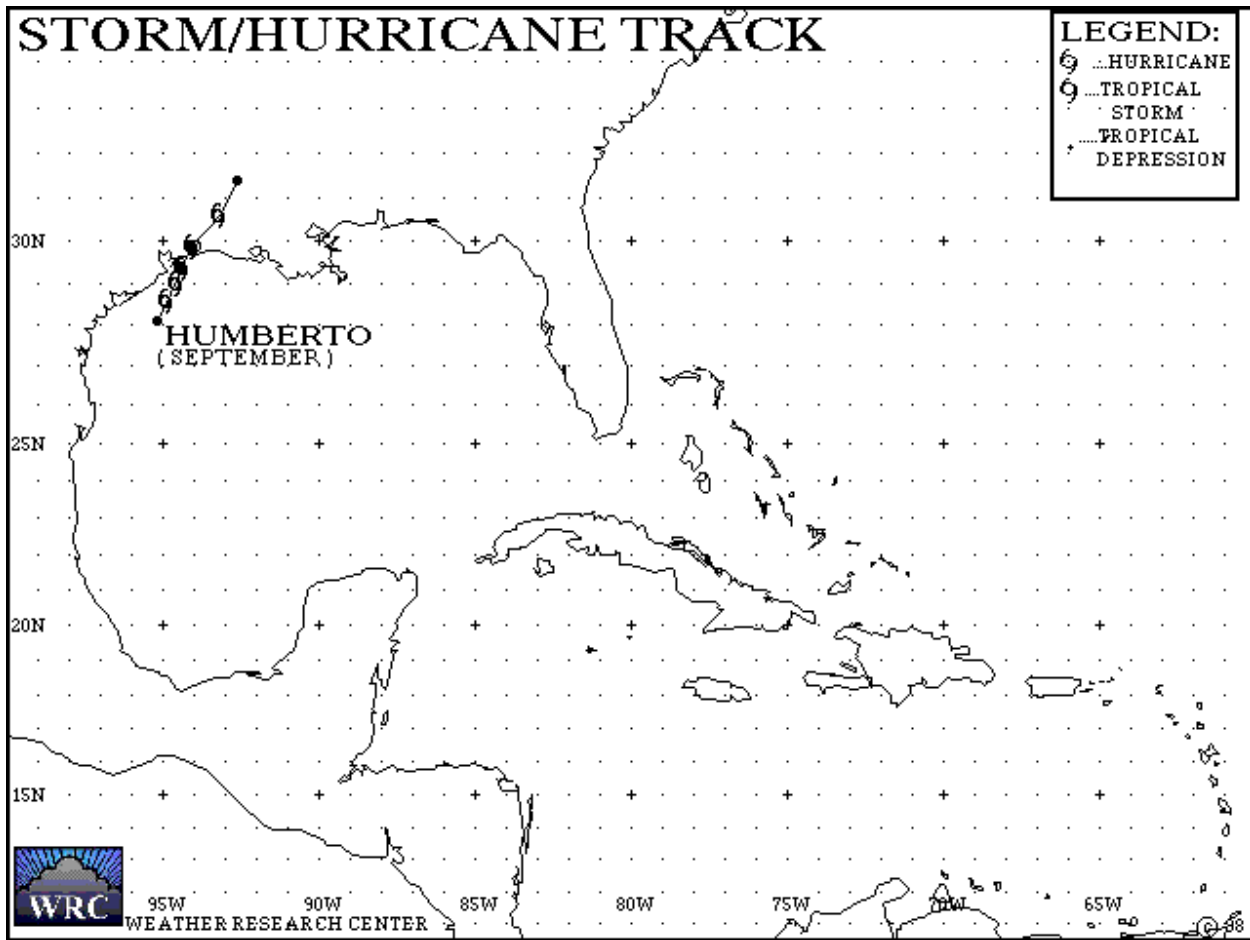 STORM/HURRICANE TRACK
LEGEND:
...HURRICANE
...TROPICAL
STORM
.....TROPICAL
DEPRESSION
30N
HUMBERTO
(SEPTEMBER)
25N
20N
15N
WRC
95W 90W 85W 80W 75W 70W 65W
WEATHER RESEARCH CENTER